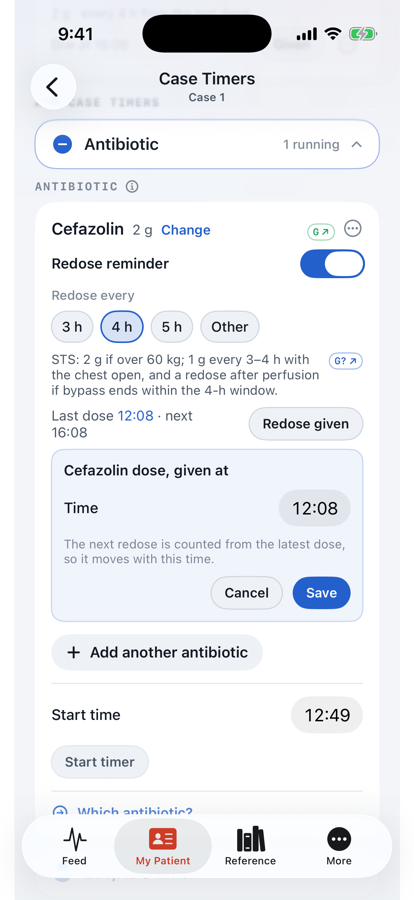 9:41
Case Timers
Case 1
CASE TIMERS
Antibiotic
1 running
ANTIBIOTIC
Cefazolin 2 g Change
G ↗
Redose reminder
Redose every
3 h
4 h
5 h
Other
STS: 2 g if over 60 kg; 1 g every 3–4 h with
the chest open, and a redose after perfusion
if bypass ends within the 4-h window.
G? ↗
Last dose 12:08 · next
16:08
Redose given
Cefazolin dose, given at
Time
12:08
The next redose is counted from the latest dose,
so it moves with this time.
Cancel
Save
+ Add another antibiotic
Start time
12:49
Start timer
Which antibiotic?
Feed
My Patient
Reference
More